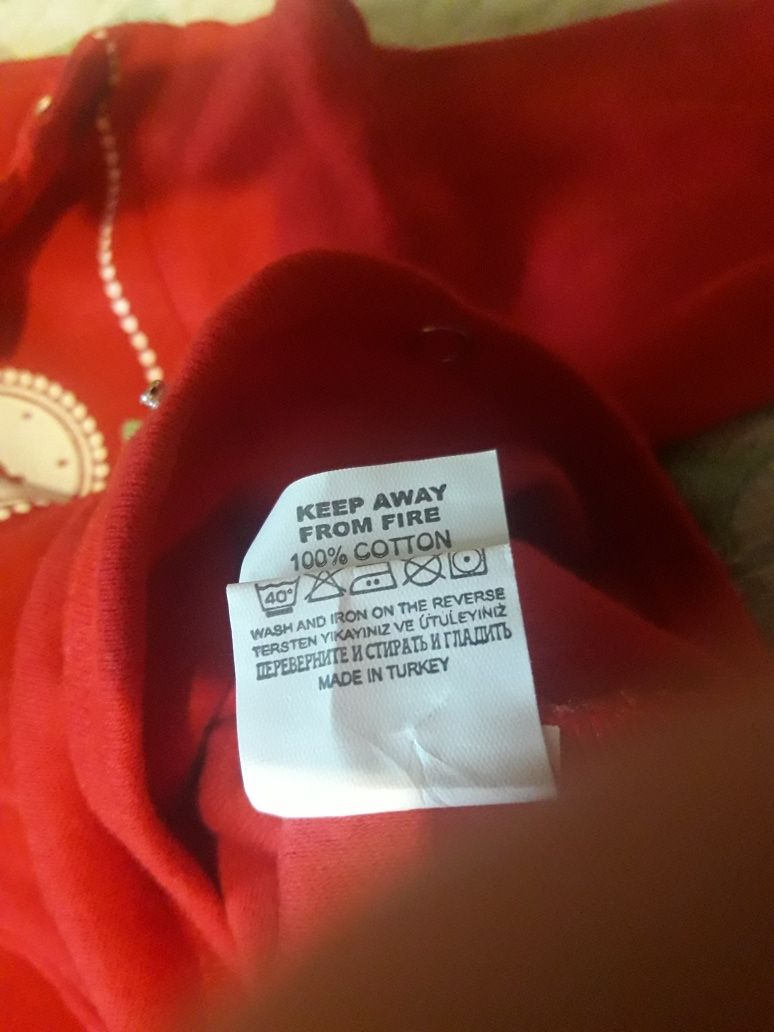 KEEP AWAY
FROM FIRE
100% COTTON
40°
WASH AND IRON ON THE REVERSE
TERSTEN YIKAYINIZ VE ÜTÜLEYİNİZ
ПЕРЕВЕРНИТЕ И СТИРАТЬ И ГЛАДИТЬ
MADE IN TURKEY